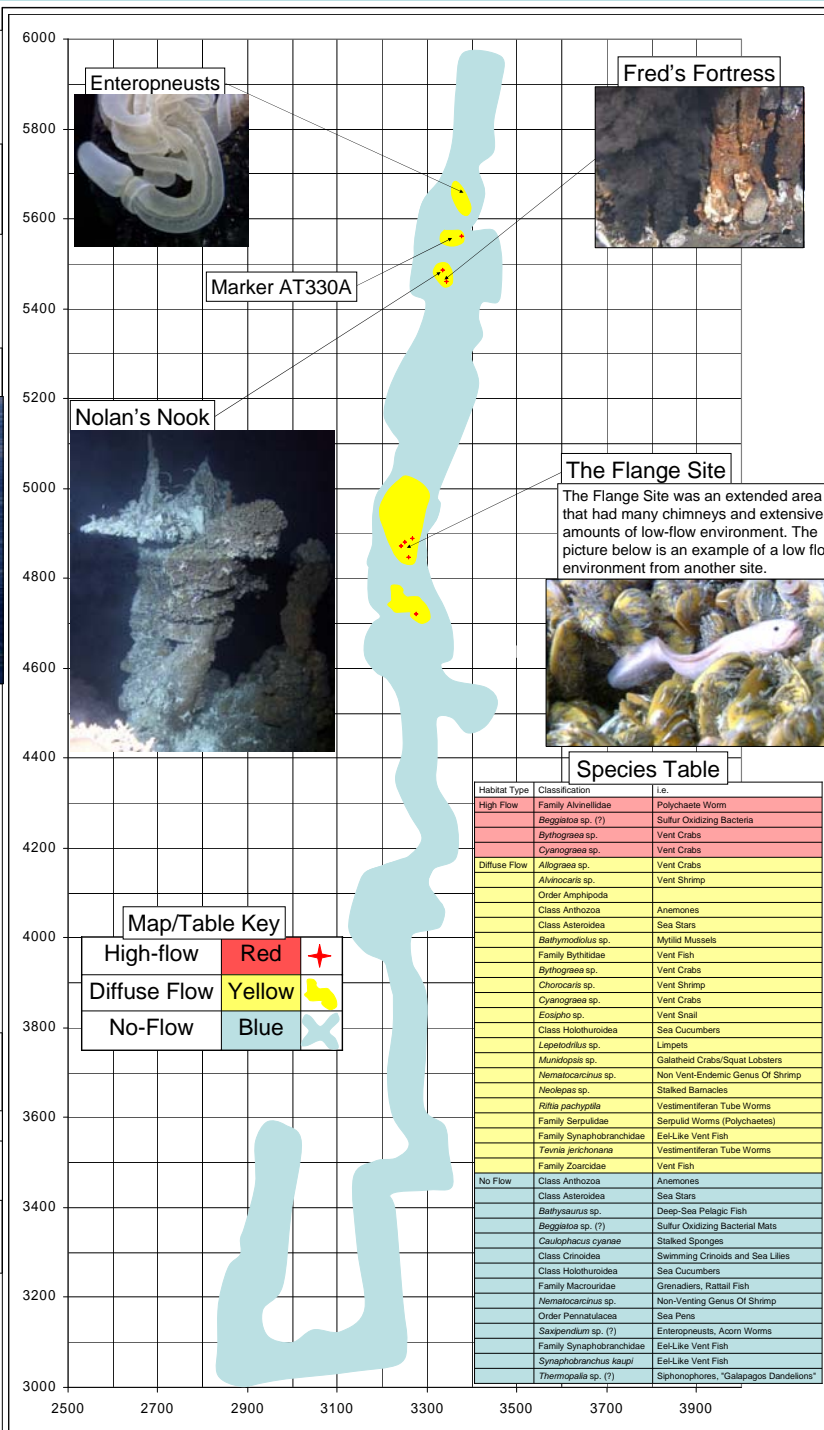 6000
5800
5600
5400
5200
5000
4800
4600
4400
4200
4000
3800
3600
3400
3200
3000
2500
2700
2900
3100
3300
3500
3700
3900
Enteropneusts
Fred's Fortress
Marker AT330A
Nolan's Nook
The Flange Site
The Flange Site was an extended area
that had many chimneys and extensive
amounts of low-flow environment. The
picture below is an example of a low flo
environment from another site.
Map/Table Key
High-flow Red
Diffuse Flow Yellow
No-Flow Blue
Species Table
Habitat Type Classification i.e.
High Flow Family Alvinellidae Polychaete Worm
Beggiatoa sp. (?) Sulfur Oxidizing Bacteria
Bythograea sp. Vent Crabs
Cyanograea sp. Vent Crabs
Diffuse Flow Allograea sp. Vent Crabs
Alvinocaris sp. Vent Shrimp
Order Amphipoda
Class Anthozoa Anemones
Class Asteroidea Sea Stars
Bathymodiolus sp. Mytilid Mussels
Family Bythitidae Vent Fish
Bythograea sp. Vent Crabs
Chorocaris sp. Vent Shrimp
Cyanograea sp. Vent Crabs
Eosipho sp. Vent Snail
Class Holothuroidea Sea Cucumbers
Lepetodrilus sp. Limpets
Munidopsis sp. Galatheid Crabs/Squat Lobsters
Nematocarcinus sp. Non Vent-Endemic Genus Of Shrimp
Neolepas sp. Stalked Barnacles
Riftia pachyptila Vestimentiferan Tube Worms
Family Serpulidae Serpulid Worms (Polychaetes)
Family Synaphobranchidae Eel-Like Vent Fish
Tevnia jerichonana Vestimentiferan Tube Worms
Family Zoarcidae Vent Fish
No Flow Class Anthozoa Anemones
Class Asteroidea Sea Stars
Bathysaurus sp. Deep-Sea Pelagic Fish
Beggiatoa sp. (?) Sulfur Oxidizing Bacterial Mats
Caulophacus cyanae Stalked Sponges
Class Crinoidea Swimming Crinoids and Sea Lilies
Class Holothuroidea Sea Cucumbers
Family Macrouridae Grenadiers, Rattail Fish
Nematocarcinus sp. Non-Venting Genus Of Shrimp
Order Pennatulacea Sea Pens
Saxipendium sp. (?) Enteropneusts, Acorn Worms
Family Synaphobranchidae Eel-Like Vent Fish
Synaphobranchus kaupi Eel-Like Vent Fish
Thermopalia sp. (?) Siphonophores, "Galapagos Dandelions"